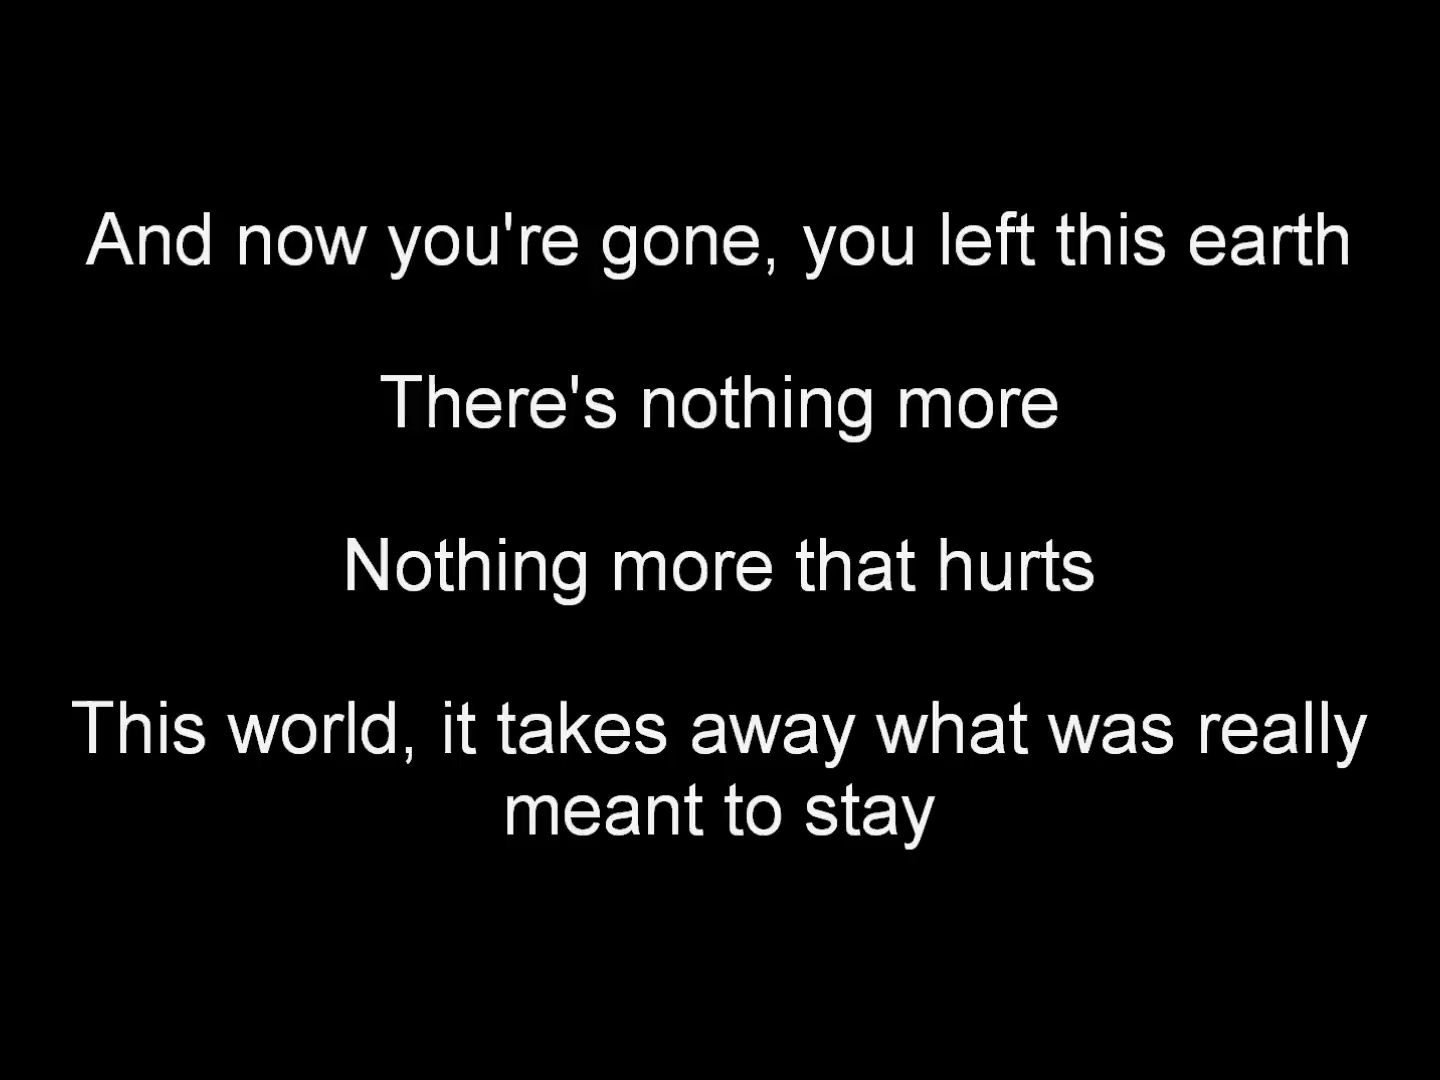 And now you're gone, you left this earth
There's nothing more
Nothing more that hurts
This world, it takes away what was really
meant to stay